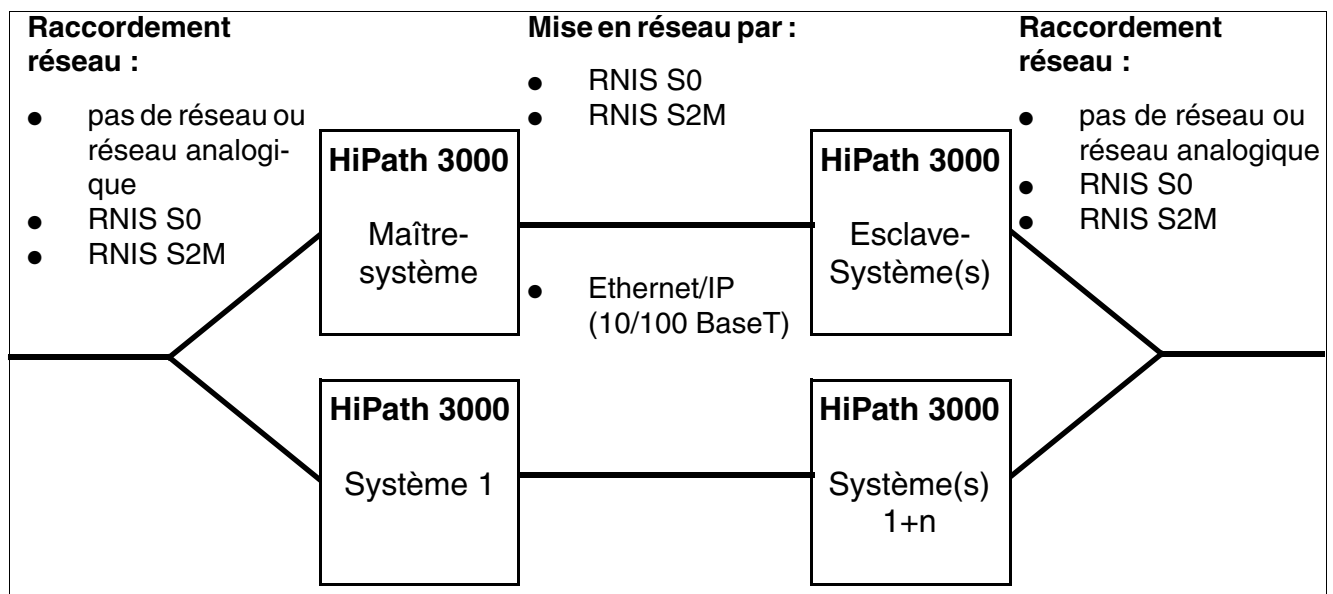 Raccordement
réseau :
● pas de réseau ou
réseau analogi-
que
● RNIS S0
● RNIS S2M
Mise en réseau par :
● RNIS S0
● RNIS S2M
Raccordement
réseau :
● pas de réseau ou
réseau analogique
● RNIS S0
● RNIS S2M
HiPath 3000
Maître-
système
● Ethernet/IP
(10/100 BaseT)
HiPath 3000
Esclave-
Système(s)
HiPath 3000
Système 1
HiPath 3000
Système(s)
1+n